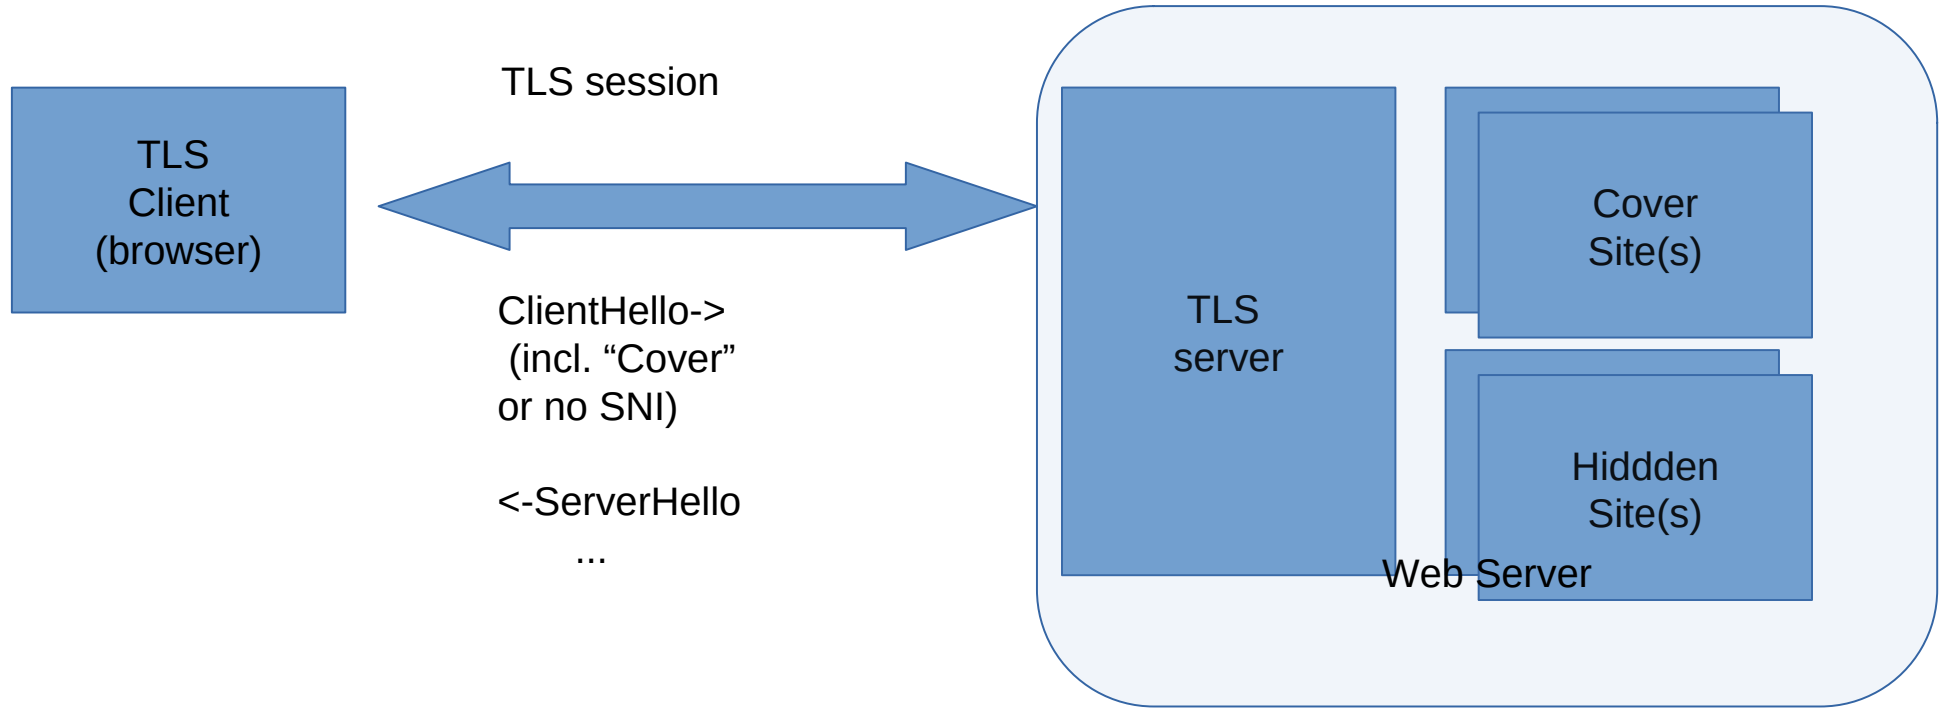 TLS
Client
(browser)
TLS session
ClientHello->
(incl. “Cover”
or no SNI)
<-ServerHello
...
TLS
server
Cover
Site(s)
Hiddden
Site(s)
Web Server